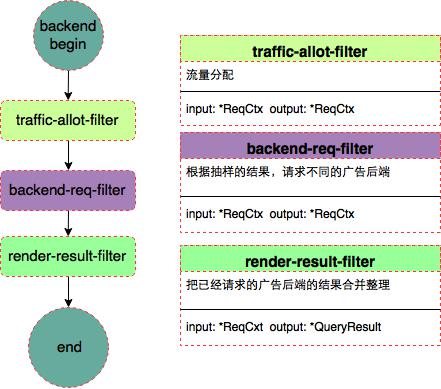 backend
begin
traffic-allot-filter
backend-req-filter
render-result-filter
end
traffic-allot-filter
流量分配
input: *ReqCtx  output: *ReqCtx
backend-req-filter
根据抽样的结果，请求不同的广告后端
input: *ReqCtx  output: *ReqCtx
render-result-filter
把已经请求的广告后端的结果合并整理
input: *ReqCxt  output: *QueryResult